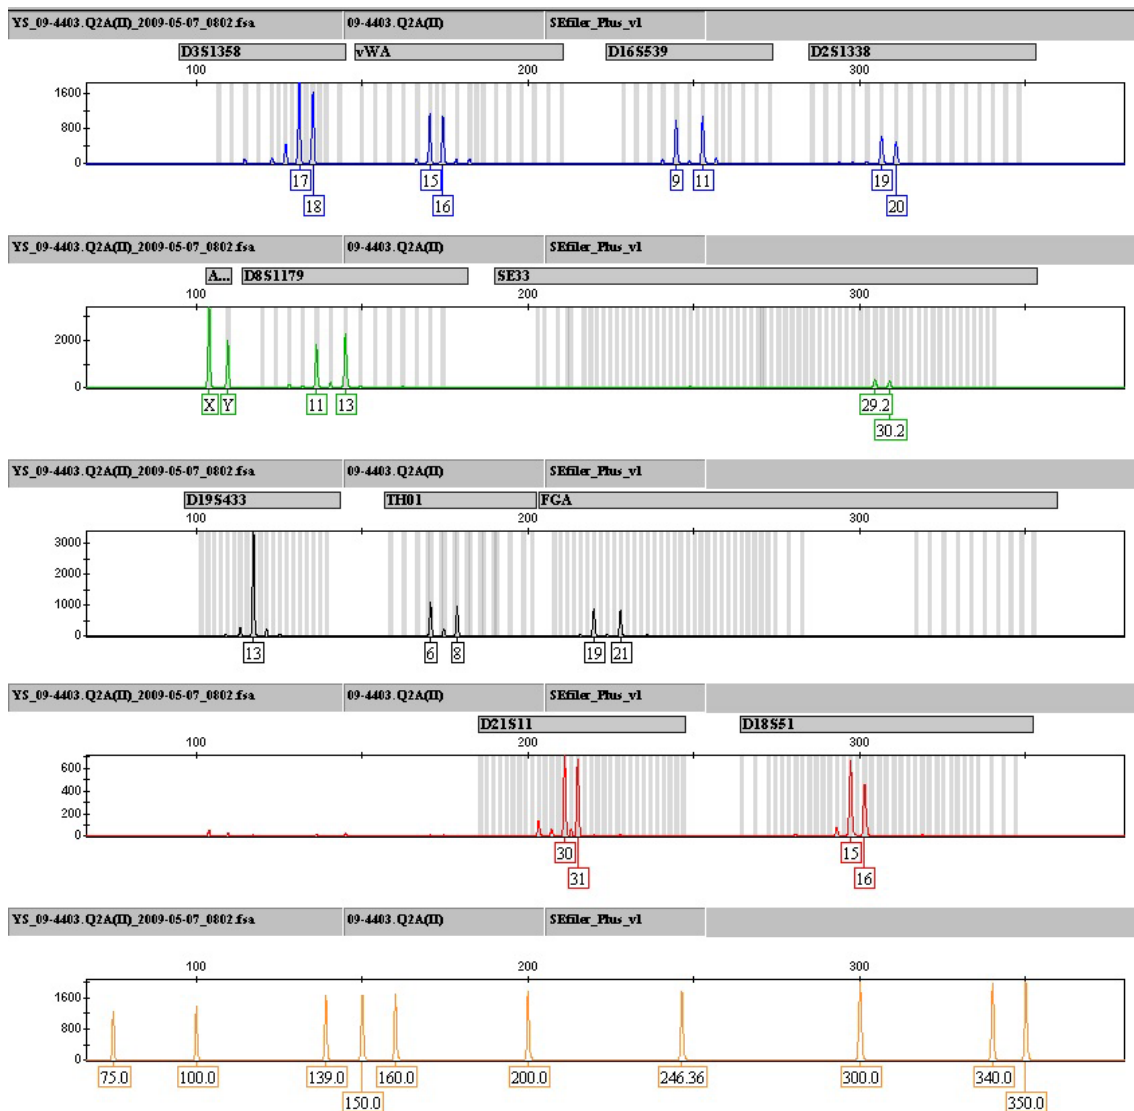 YS_09-4403.Q2A(II)_2009-05-07_0802.fsa 09-4403.Q2A(II) SEfiler_Plus_v1
D3S1358 vWA D16S539 D2S1338
100 200 300
1600
800
0
17 15 9 11 19
18 16 20
YS_09-4403.Q2A(II)_2009-05-07_0802.fsa 09-4403.Q2A(II) SEfiler_Plus_v1
A... D8S1179 SE33
100 200 300
2000
0
X Y 11 13 29.2
30.2
YS_09-4403.Q2A(II)_2009-05-07_0802.fsa 09-4403.Q2A(II) SEfiler_Plus_v1
D19S433 TH01 FGA
100 200 300
3000
2000
1000
0
13 6 8 19 21
YS_09-4403.Q2A(II)_2009-05-07_0802.fsa 09-4403.Q2A(II) SEfiler_Plus_v1
D21S11 D18S51
100 200 300
600
400
200
0
30 15
31 16
YS_09-4403.Q2A(II)_2009-05-07_0802.fsa 09-4403.Q2A(II) SEfiler_Plus_v1
100 200 300
1600
800
0
75.0 100.0 139.0 160.0 200.0 246.36 300.0 340.0
150.0 350.0